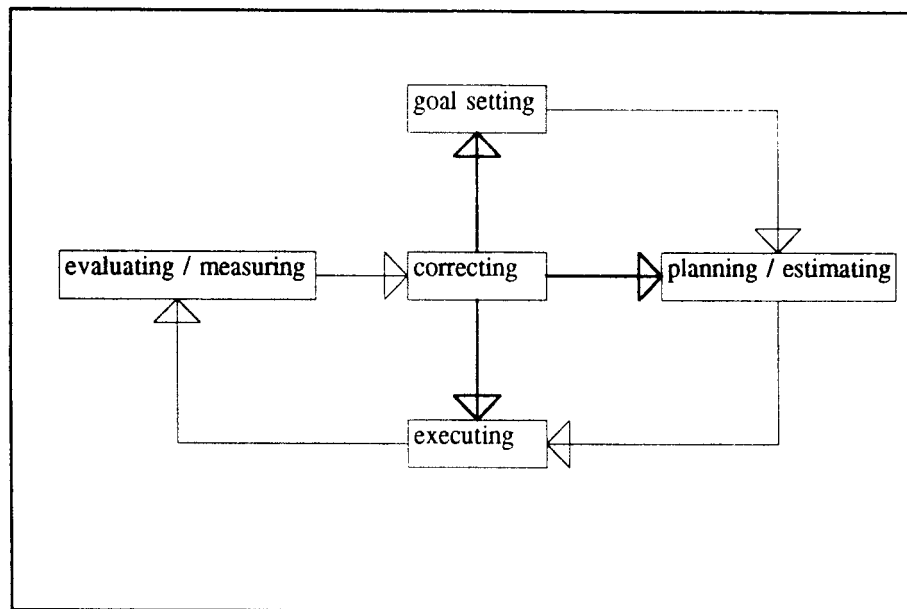 goal setting
evaluating / measuring
correcting
planning / estimating
executing